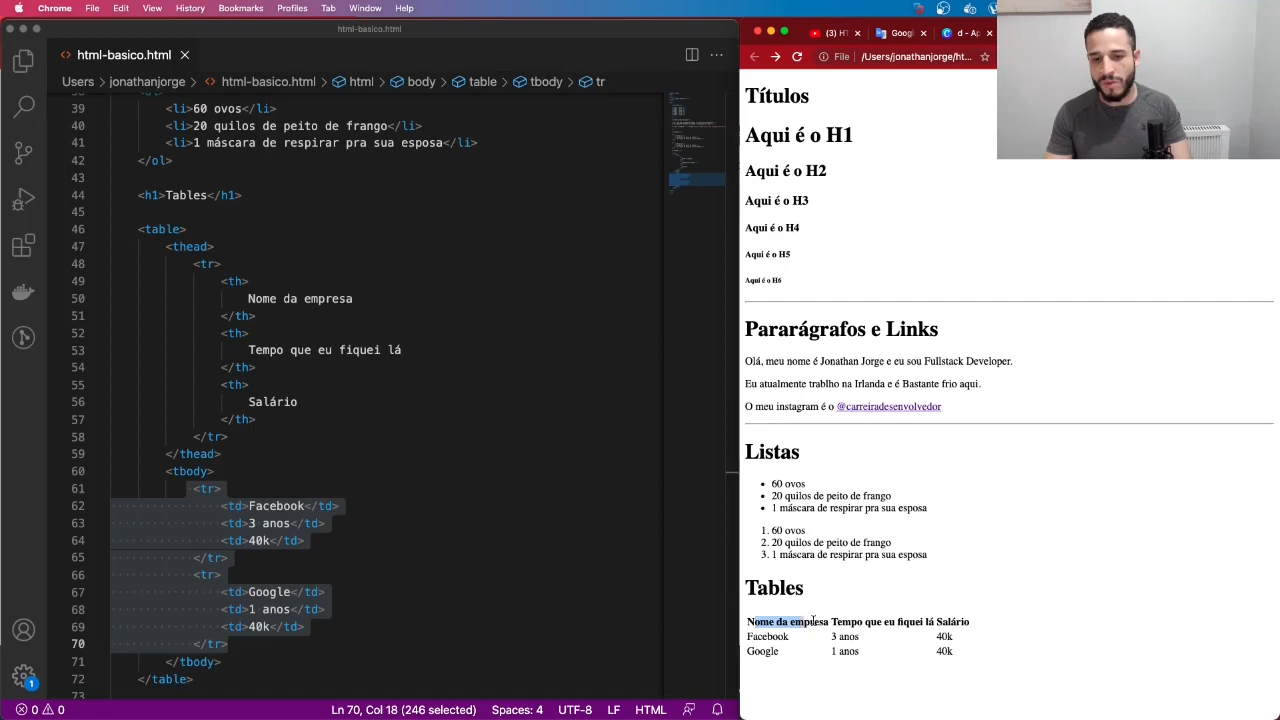 html-basico.html
html-basico.html
Users > jonathanjorge > html-basico.html > html > body > table > tbody > tr
39 <li>60 ovos</li>
40 <li>20 quilos de peito de frango</li>
41 <li>1 máscara de respirar pra sua esposa</li>
42 </ol>
43
44 <h1>Tables</h1>
45
46 <table>
47 <thead>
48 <tr>
49 <th>
50 Nome da empresa
51 </th>
52 <th>
53 Tempo que eu fiquei lá
54 </th>
55 <th>
56 Salário
57 </th>
58 </tr>
59 </thead>
60 <tbody>
61 <tr>
62 <td>Facebook</td>
63 <td>3 anos</td>
64 <td>40k</td>
65 </tr>
66 <tr>
67 <td>Google</td>
68 <td>1 anos</td>
69 <td>40k</td>
70 </tr>
71 </tbody>
72 </table>
73
1
0 0 Ln 70, Col 18 (246 selected) Spaces: 4 UTF-8 LF HTML
(3) HT Googl d - Ap
File /Users/jonathanjorge/ht...
Títulos
Aqui é o H1
Aqui é o H2
Aqui é o H3
Aqui é o H4
Aqui é o H5
Aqui é o H6
Pararágrafos e Links
Olá, meu nome é Jonathan Jorge e eu sou Fullstack Developer.
Eu atualmente trablho na Irlanda e é Bastante frio aqui.
O meu instagram é o @carreiradesenvolvedor
Listas
• 60 ovos
• 20 quilos de peito de frango
• 1 máscara de respirar pra sua esposa
1. 60 ovos
2. 20 quilos de peito de frango
3. 1 máscara de respirar pra sua esposa
Tables
Nome da empresa Tempo que eu fiquei lá Salário
Facebook 3 anos 40k
Google 1 anos 40k